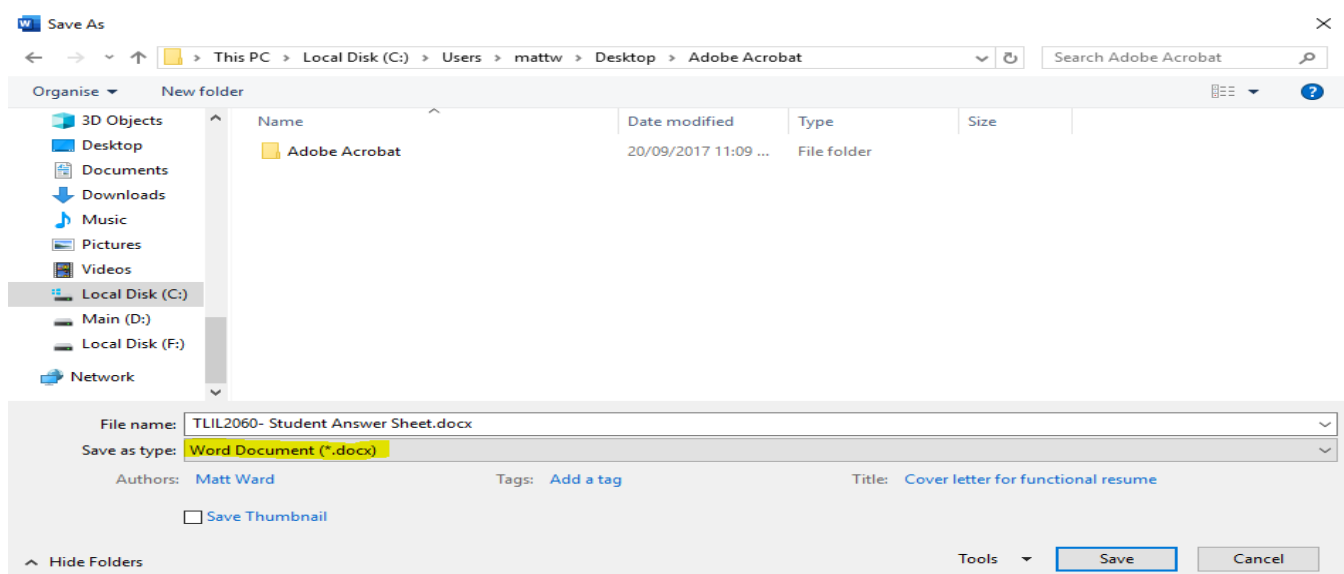 Save As
This PC > Local Disk (C:) > Users > mattw > Desktop > Adobe Acrobat
Search Adobe Acrobat
Organise
New folder
Name
Date modified
Type
Size
3D Objects
Desktop
Documents
Downloads
Music
Pictures
Videos
Local Disk (C:)
Main (D:)
Local Disk (F:)
Network
Adobe Acrobat
20/09/2017 11:09 ...
File folder
File name: TLIL2060- Student Answer Sheet.docx
Save as type: Word Document (*.docx)
Authors: Matt Ward
Tags: Add a tag
Title: Cover letter for functional resume
Save Thumbnail
Hide Folders
Tools
Save
Cancel